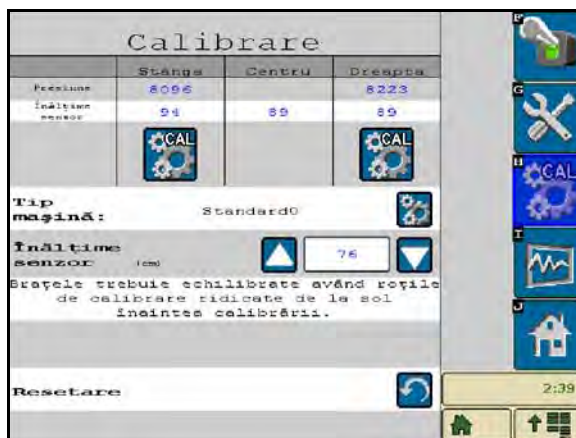 Calibrare
Stânga Centru Dreapta
Presiune 8096 8223
Înălţime senzor 94 89 89
CAL CAL
Tip maşină: Standard0
Înălţime senzor (cm) 76
Braţele trebuie echilibrate având roţile
de calibrare ridicate de la sol
înaintea calibrării.
Resetare
F
G
H
CAL
I
J
2:39